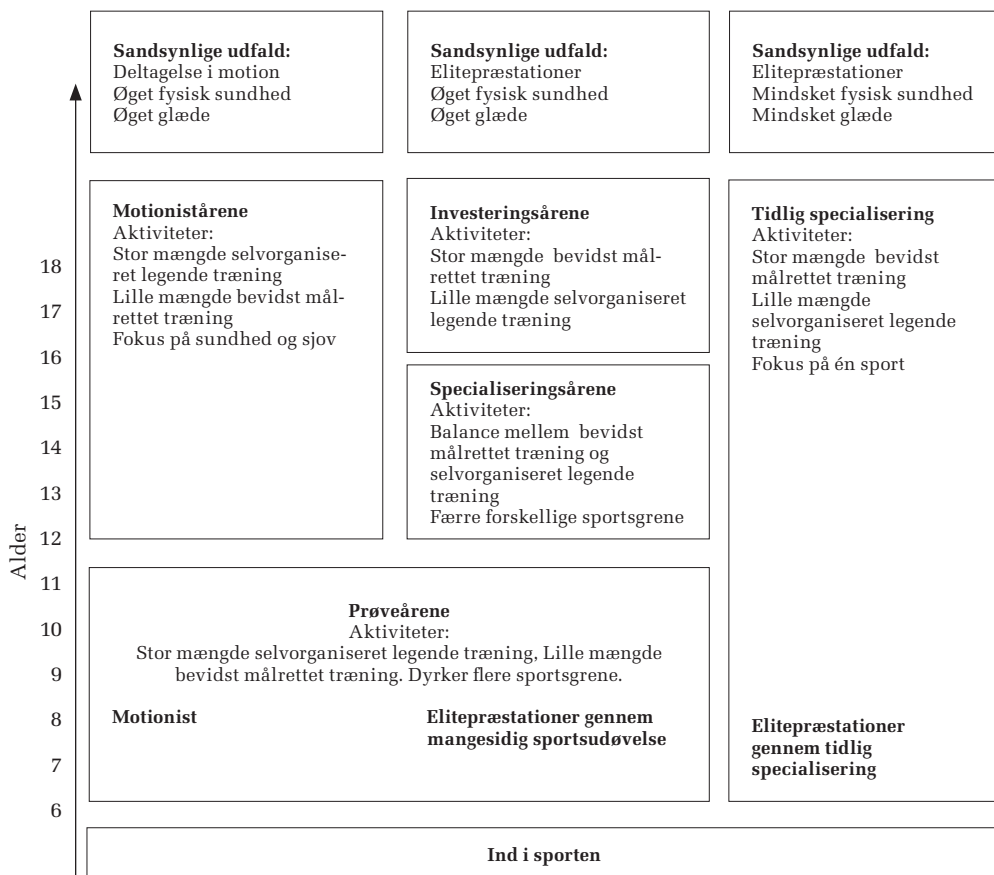 Sandsynlige udfald:
Deltagelse i motion
Øget fysisk sundhed
Øget glæde
Sandsynlige udfald:
Elitepræstationer
Øget fysisk sundhed
Øget glæde
Sandsynlige udfald:
Elitepræstationer
Mindsket fysisk sundhed
Mindsket glæde
MotioniståRene
Aktiviteter:
Stor mængde selvorganise-
ret legende træning
Lille mængde bevidst mål-
rettet træning
Fokus på sundhed og sjov
Investeringsårene
Aktiviteter:
Stor mængde bevidst mål-
rettet træning
Lille mængde selvorganiseret
legende træning
Tidlig specialisering
Aktiviteter:
Stor mængde bevidst
målrettet træning
Lille mængde
selvorganiseret legende
træning
Fokus på én sport
Specialiseringsårene
Aktiviteter:
Balance mellem bevidst
målrettet træning og
selvorganiseret legende
træning
Færre forskellige sportsgrene
Prøveårene
Aktiviteter:
Stor mængde selvorganiseret legende træning, Lille mængde
bevidst målrettet træning. Dyrker flere sportsgrene.
Motionist
Elitepræstationer gennem
mangesidig sportsudøvelse
Elitepræstationer
gennem tidlig
specialisering
Ind i sporten
Alder
18
17
16
15
14
13
12
11
10
9
8
7
6